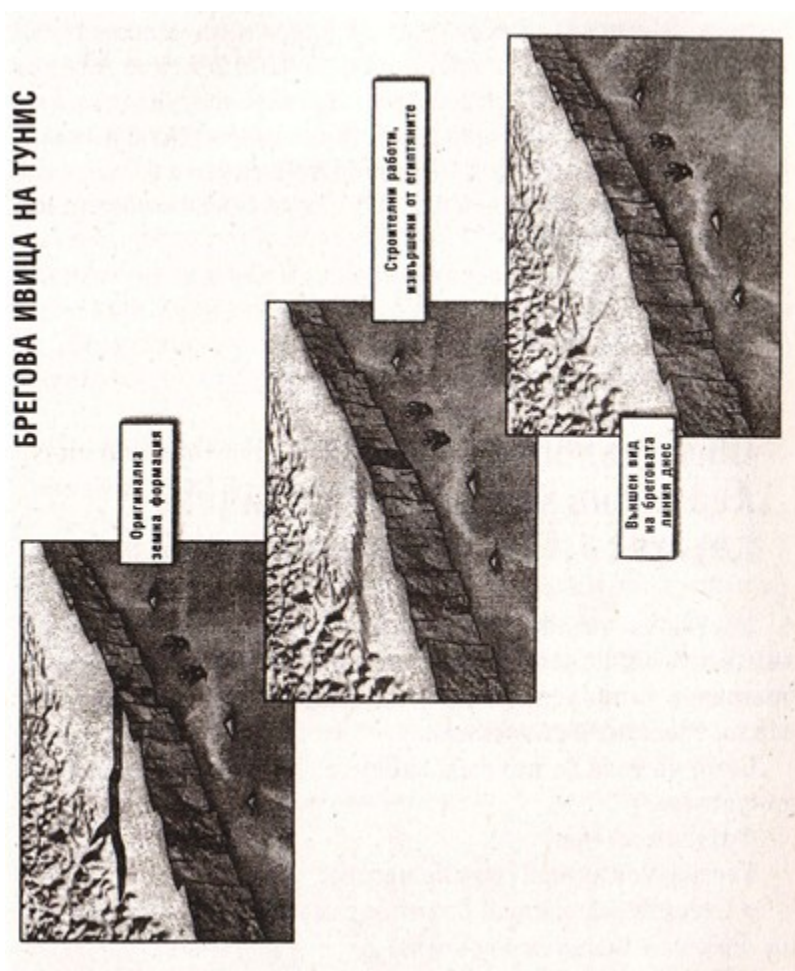 БРЕГОВА ИВИЦА НА ТУНИС
Оригинална
земна формация
Строителни работи,
извършени от египтяните
Външен вид
на бреговата
линия днес